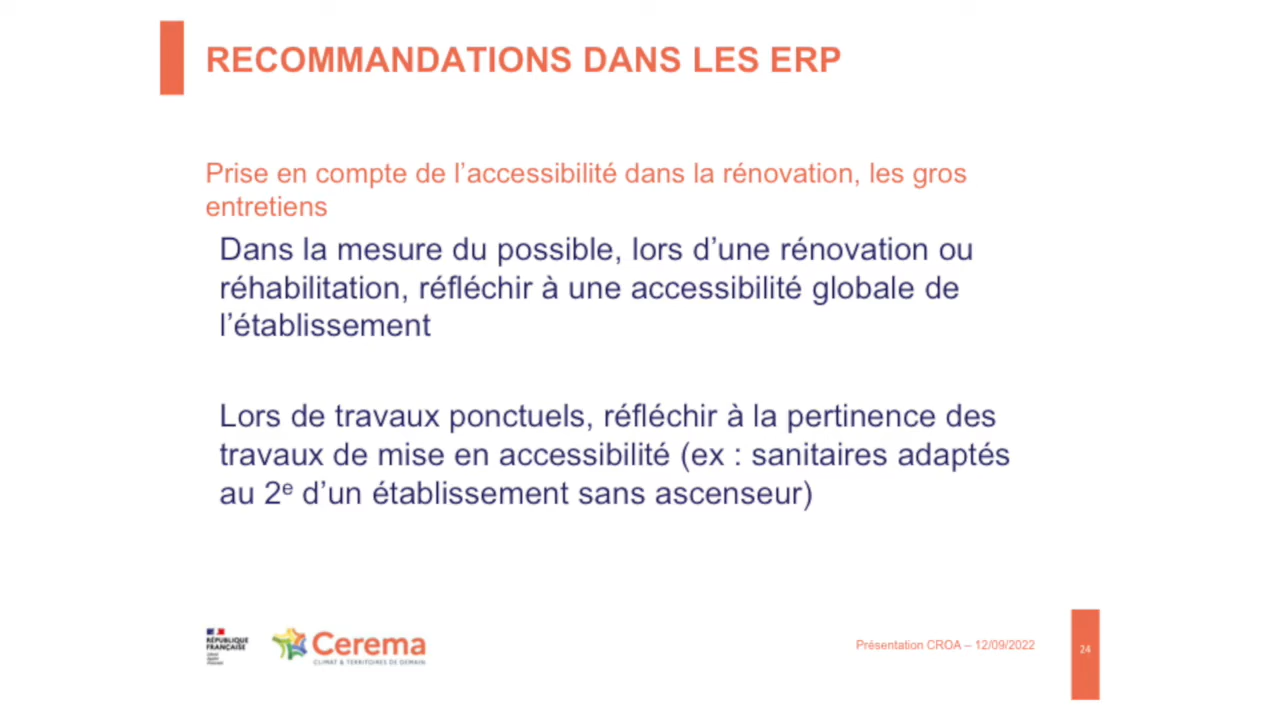 RECOMMANDATIONS DANS LES ERP
Prise en compte de l’accessibilité dans la rénovation, les gros
entretiens
Dans la mesure du possible, lors d’une rénovation ou
réhabilitation, réfléchir à une accessibilité globale de
l’établissement
Lors de travaux ponctuels, réfléchir à la pertinence des
travaux de mise en accessibilité (ex : sanitaires adaptés
au 2e d’un établissement sans ascenseur)
RÉPUBLIQUE
FRANÇAISE
Liberté
Égalité
Fraternité
Cerema
CLIMAT & TERRITOIRES DE DEMAIN
Présentation CROA – 12/09/2022
24